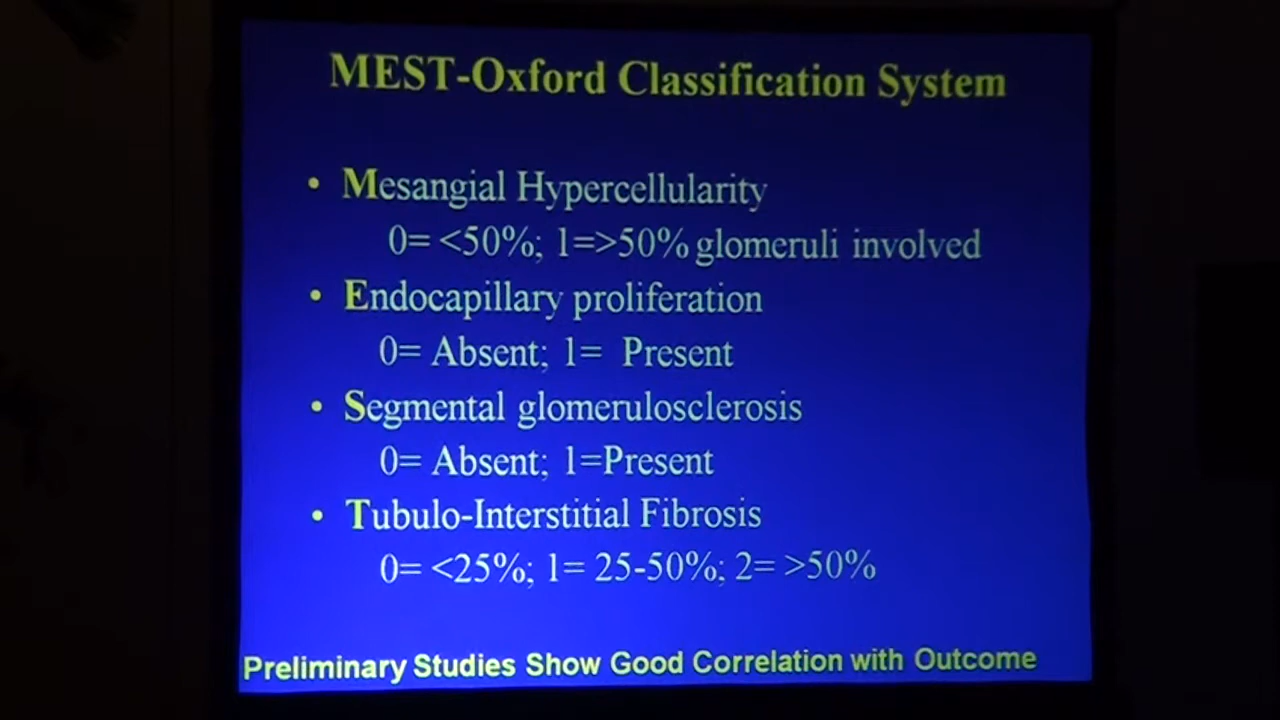 MEST-Oxford Classification System
• Mesangial Hypercellularity
0= <50%; 1=>50% glomeruli involved
• Endocapillary proliferation
0= Absent; 1= Present
• Segmental glomerulosclerosis
0= Absent; 1=Present
• Tubulo-Interstitial Fibrosis
0= <25%; 1= 25-50%; 2= >50%
Preliminary Studies Show Good Correlation with Outcome